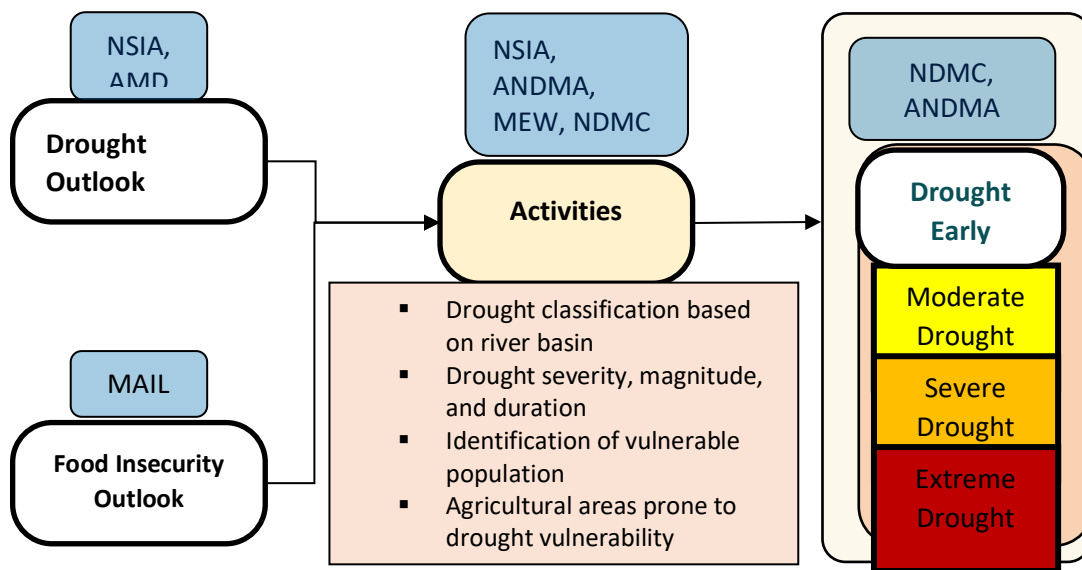 NSIA,
AMD
Drought
Outlook
MAIL
Food Insecurity
Outlook
NSIA,
ANDMA,
MEW, NDMC
Activities
▪ Drought classification based
on river basin
▪ Drought severity, magnitude,
and duration
▪ Identification of vulnerable
population
▪ Agricultural areas prone to
drought vulnerability
NDMC,
ANDMA
Drought
Early
Moderate
Drought
Severe
Drought
Extreme
Drought